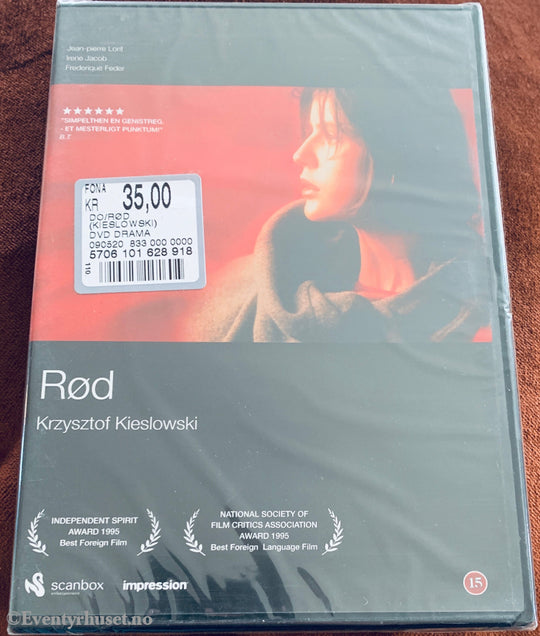 Jean-pierre Lorit
Irene Jacob
Frederique Feder
★★★★★★
"SIMPELTHEN EN GENISTREG.
- ET MESTERLIGT PUNKTUM!"
B.T.
FONA
KR 35,00
DO/RØD
(KIESLOWSKI)
DVD DRAMA
090520 833 000 0000
5706 101 628 918
110
Rød
Krzysztof Kieslowski
INDEPENDENT SPIRIT
AWARD 1995
Best Foreign Film
NATIONAL SOCIETY OF
FILM CRITICS ASSOCIATION
AWARD 1995
Best Foreign Language Film
scanbox
entertainment
impression
15
©Eventyrhuset.no